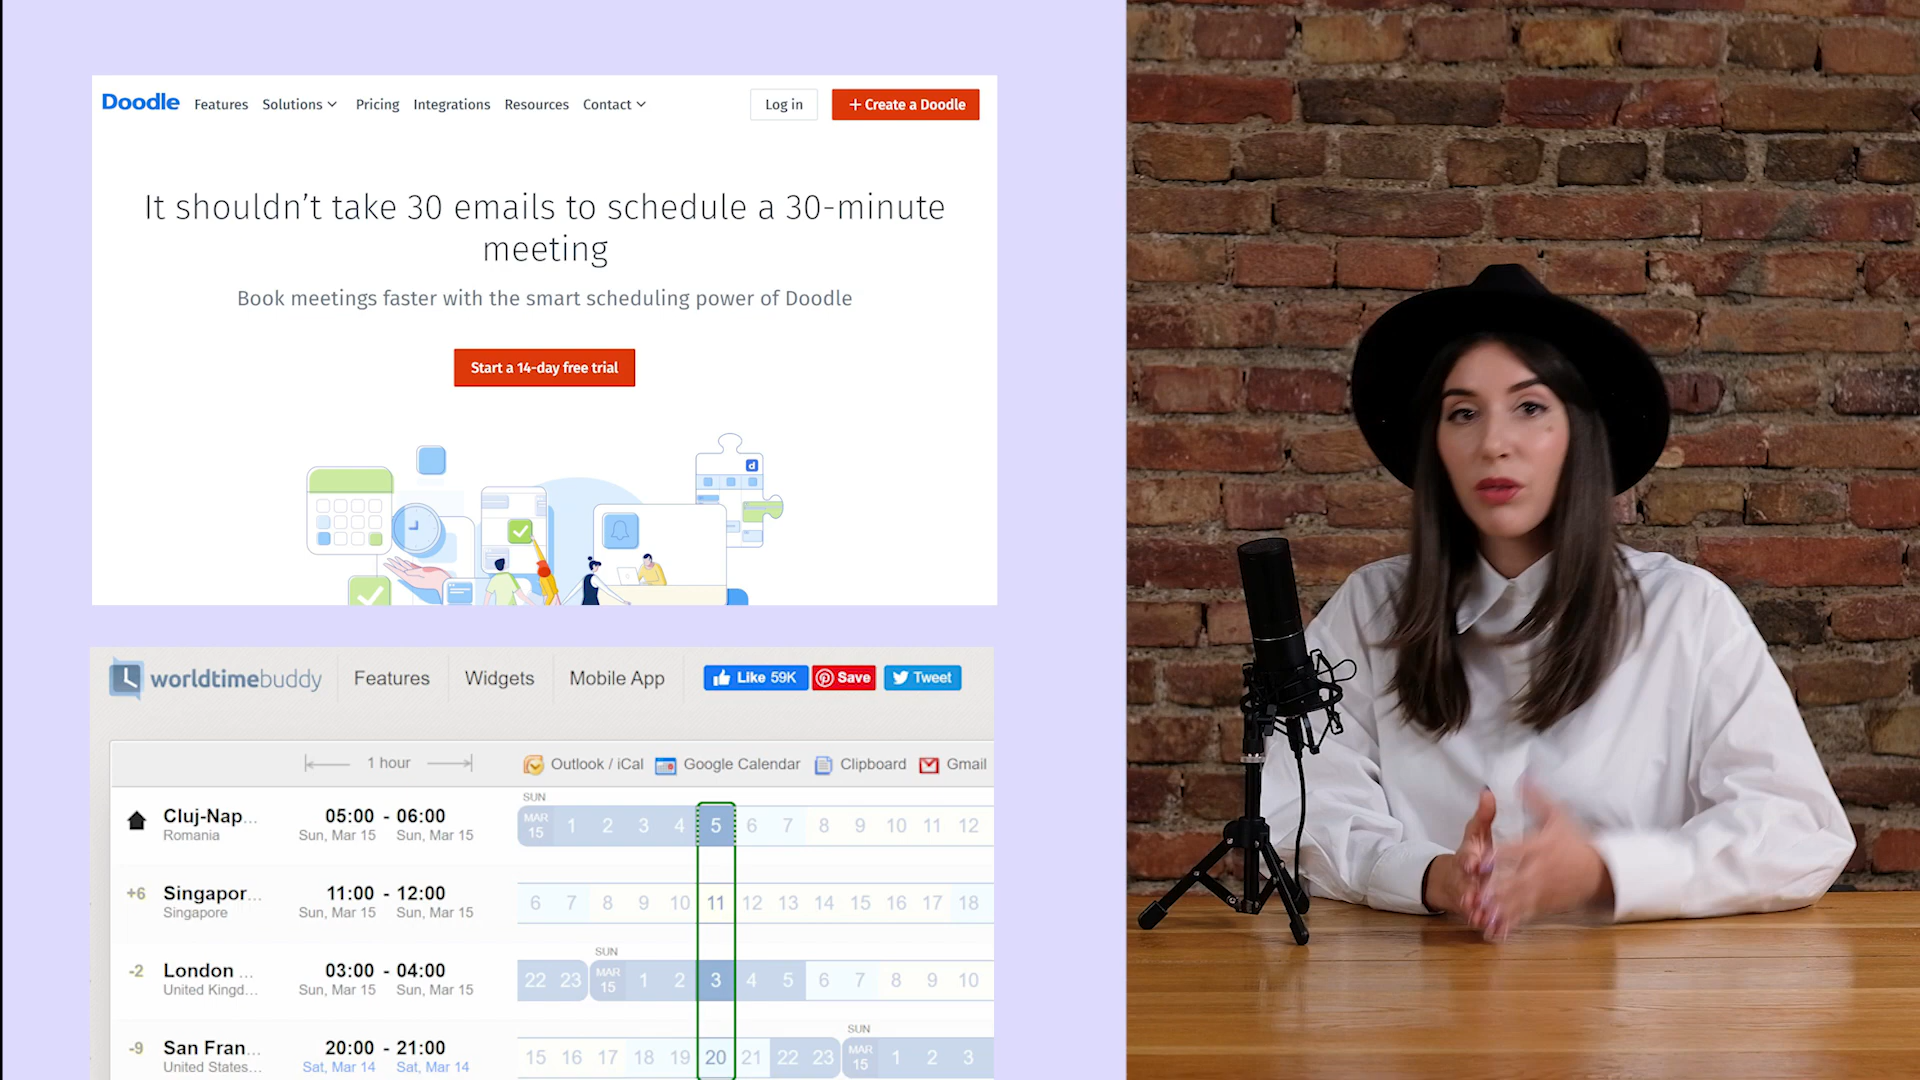 Doodle Features Solutions Pricing Integrations Resources Contact Log in + Create a Doodle
It shouldn't take 30 emails to schedule a 30-minute
meeting
Book meetings faster with the smart scheduling power of Doodle
Start a 14-day free trial
d
worldtimebuddy Features Widgets Mobile App Like 59K Save Tweet
1 hour Outlook / iCal Google Calendar Clipboard Gmail
SUN
Cluj-Nap... 05:00 - 06:00 MAR 15 1 2 3 4 5 6 7 8 9 10 11 12
Romania Sun, Mar 15 Sun, Mar 15
+6 Singapor... 11:00 - 12:00 6 7 8 9 10 11 12 13 14 15 16 17 18
Singapore Sun, Mar 15 Sun, Mar 15
SUN
-2 London ... 03:00 - 04:00 22 23 MAR 15 1 2 3 4 5 6 7 8 9 10
United Kingd... Sun, Mar 15 Sun, Mar 15
SUN
-9 San Fran... 20:00 - 21:00 15 16 17 18 19 20 21 22 23 MAR 15 1 2 3
United States... Sat, Mar 14 Sat, Mar 14